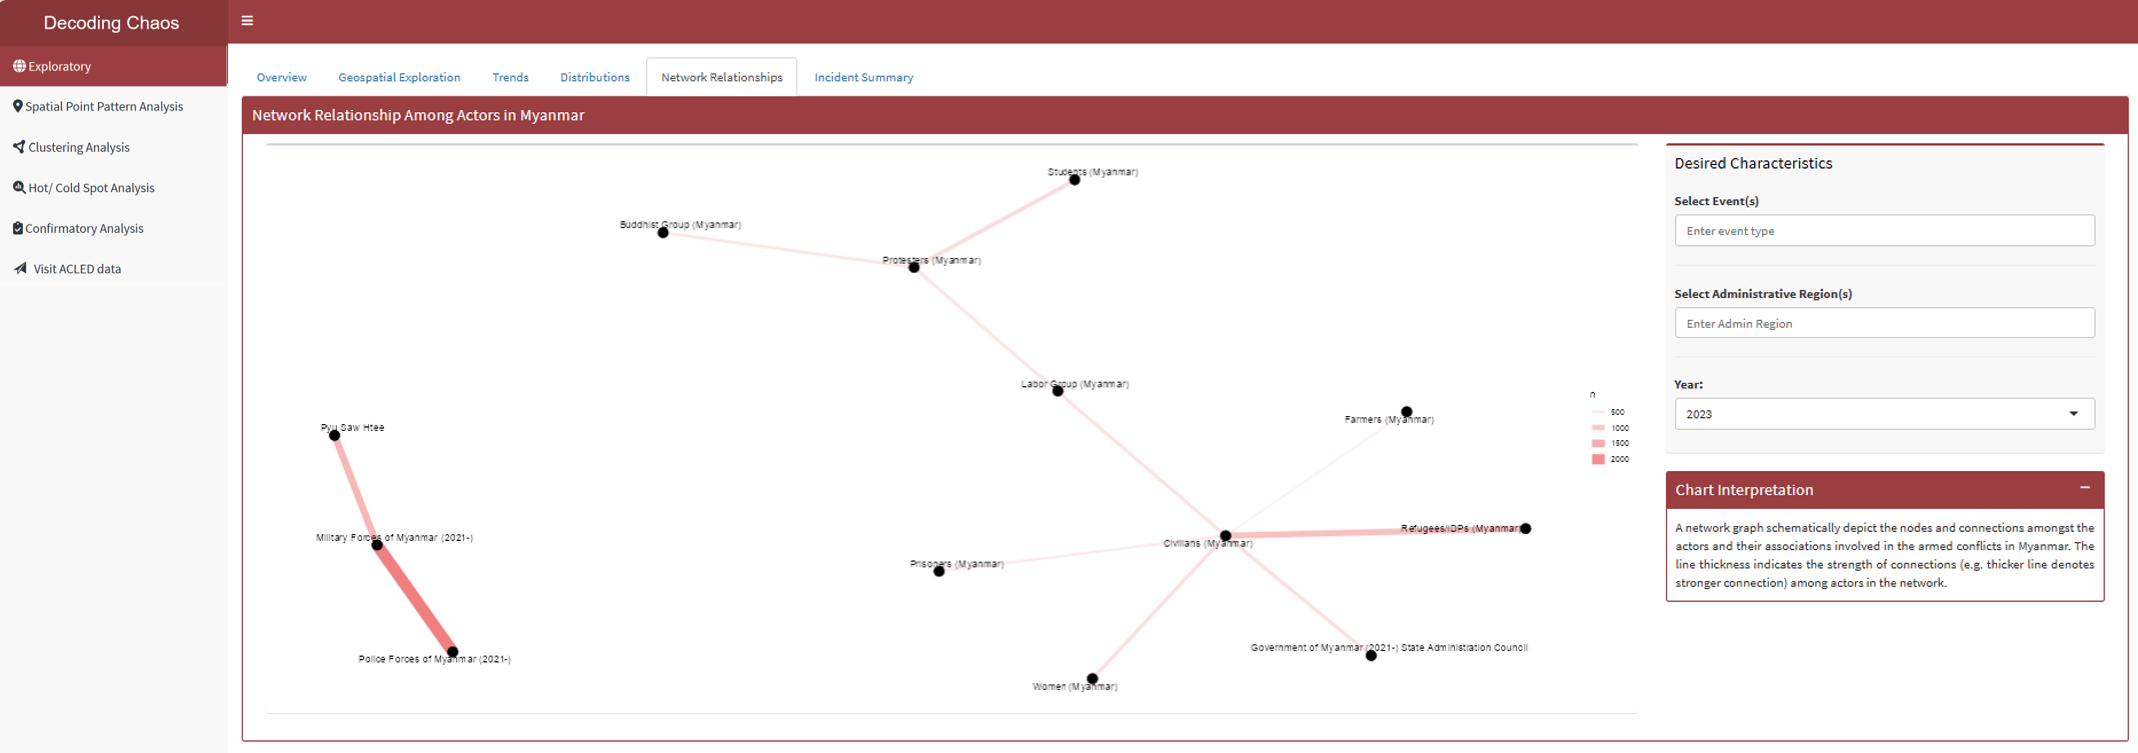 Decoding Chaos
Exploratory
Spatial Point Pattern Analysis
Clustering Analysis
Hot/ Cold Spot Analysis
Confirmatory Analysis
Visit ACLED data
Overview Geospatial Exploration Trends Distributions Network Relationships Incident Summary
Network Relationship Among Actors in Myanmar
Students (Myanmar)
Buddhist Group (Myanmar)
Protesters (Myanmar)
Labor Group (Myanmar)
Farmers (Myanmar)
Pyu Saw Htee
Refugees/IDPs (Myanmar)
Military Forces of Myanmar (2021-)
Civilians (Myanmar)
Prisoners (Myanmar)
Government of Myanmar (2021-) State Administration Council
Police Forces of Myanmar (2021-)
Women (Myanmar)
n
500
1000
1500
2000
Desired Characteristics
Select Event(s)
Enter event type
Select Administrative Region(s)
Enter Admin Region
Year:
2023
Chart Interpretation
A network graph schematically depict the nodes and connections amongst the
actors and their associations involved in the armed conflicts in Myanmar. The
line thickness indicates the strength of connections (e.g. thicker line denotes
stronger connection) among actors in the network.